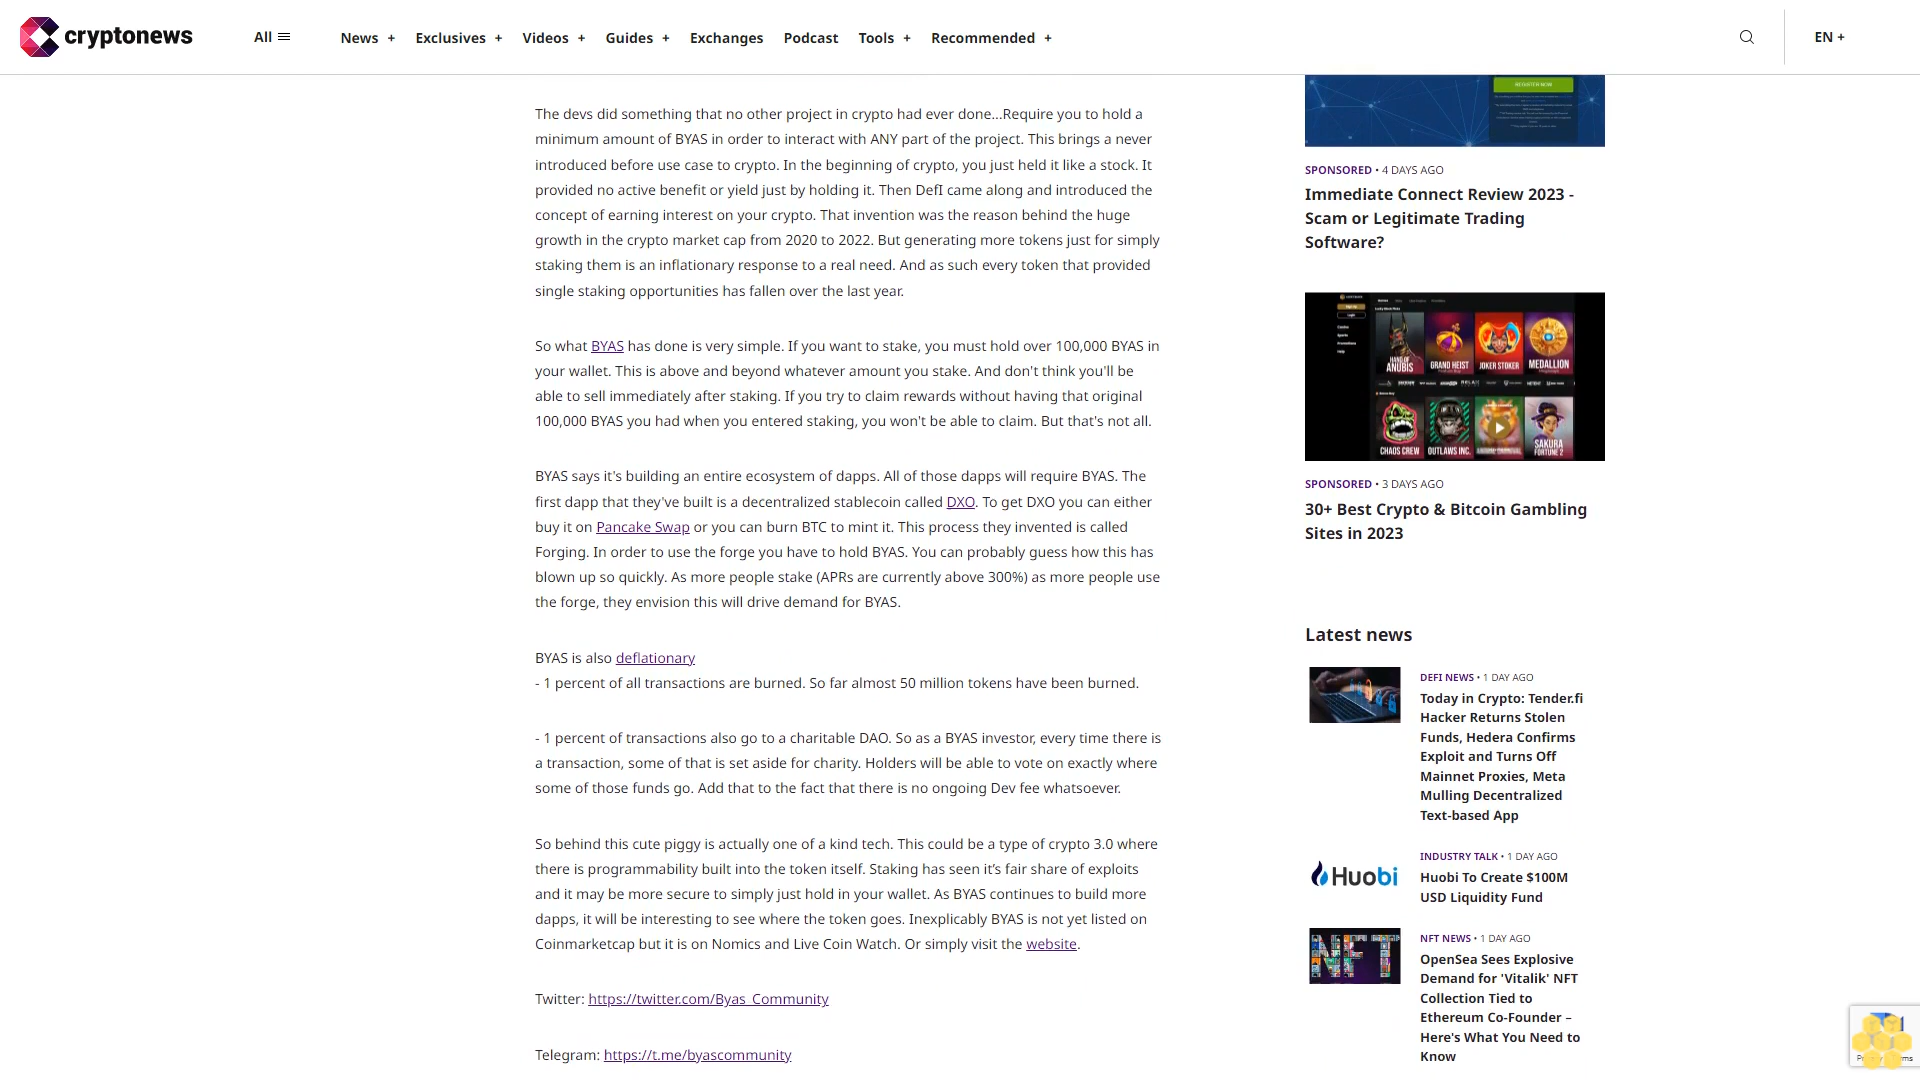 cryptonews
All
News +
Exclusives +
Videos +
Guides +
Exchanges
Podcast
Tools +
Recommended +
EN +
The devs did something that no other project in crypto had ever done...Require you to hold a
minimum amount of BYAS in order to interact with ANY part of the project. This brings a never
introduced before use case to crypto. In the beginning of crypto, you just held it like a stock. It
provided no active benefit or yield just by holding it. Then DefI came along and introduced the
concept of earning interest on your crypto. That invention was the reason behind the huge
growth in the crypto market cap from 2020 to 2022. But generating more tokens just for simply
staking them is an inflationary response to a real need. And as such every token that provided
single staking opportunities has fallen over the last year.
So what BYAS has done is very simple. If you want to stake, you must hold over 100,000 BYAS in
your wallet. This is above and beyond whatever amount you stake. And don't think you'll be
able to sell immediately after staking. If you try to claim rewards without having that original
100,000 BYAS you had when you entered staking, you won't be able to claim. But that's not all.
BYAS says it's building an entire ecosystem of dapps. All of those dapps will require BYAS. The
first dapp that they've built is a decentralized stablecoin called DXO. To get DXO you can either
buy it on Pancake Swap or you can burn BTC to mint it. This process they invented is called
Forging. In order to use the forge you have to hold BYAS. You can probably guess how this has
blown up so quickly. As more people stake (APRs are currently above 300%) as more people use
the forge, they envision this will drive demand for BYAS.
BYAS is also deflationary
- 1 percent of all transactions are burned. So far almost 50 million tokens have been burned.
- 1 percent of transactions also go to a charitable DAO. So as a BYAS investor, every time there is
a transaction, some of that is set aside for charity. Holders will be able to vote on exactly where
some of those funds go. Add that to the fact that there is no ongoing Dev fee whatsoever.
So behind this cute piggy is actually one of a kind tech. This could be a type of crypto 3.0 where
there is programmability built into the token itself. Staking has seen it's fair share of exploits
and it may be more secure to simply just hold in your wallet. As BYAS continues to build more
dapps, it will be interesting to see where the token goes. Inexplicably BYAS is not yet listed on
Coinmarketcap but it is on Nomics and Live Coin Watch. Or simply visit the website.
Twitter: https://twitter.com/Byas_Community
Telegram: https://t.me/byascommunity
REGISTER NOW
SPONSORED • 4 DAYS AGO
Immediate Connect Review 2023 -
Scam or Legitimate Trading
Software?
HAND OF
ANUBIS
GRAND HEIST
JOKER STOKER
MEDALLION
CHAOS CREW
OUTLAWS INC.
SAKURA
FORTUNE 2
SPONSORED • 3 DAYS AGO
30+ Best Crypto & Bitcoin Gambling
Sites in 2023
Latest news
DEFI NEWS • 1 DAY AGO
Today in Crypto: Tender.fi
Hacker Returns Stolen
Funds, Hedera Confirms
Exploit and Turns Off
Mainnet Proxies, Meta
Mulling Decentralized
Text-based App
Huobi
INDUSTRY TALK • 1 DAY AGO
Huobi To Create $100M
USD Liquidity Fund
NFT
NFT NEWS • 1 DAY AGO
OpenSea Sees Explosive
Demand for 'Vitalik' NFT
Collection Tied to
Ethereum Co-Founder –
Here's What You Need to
Know